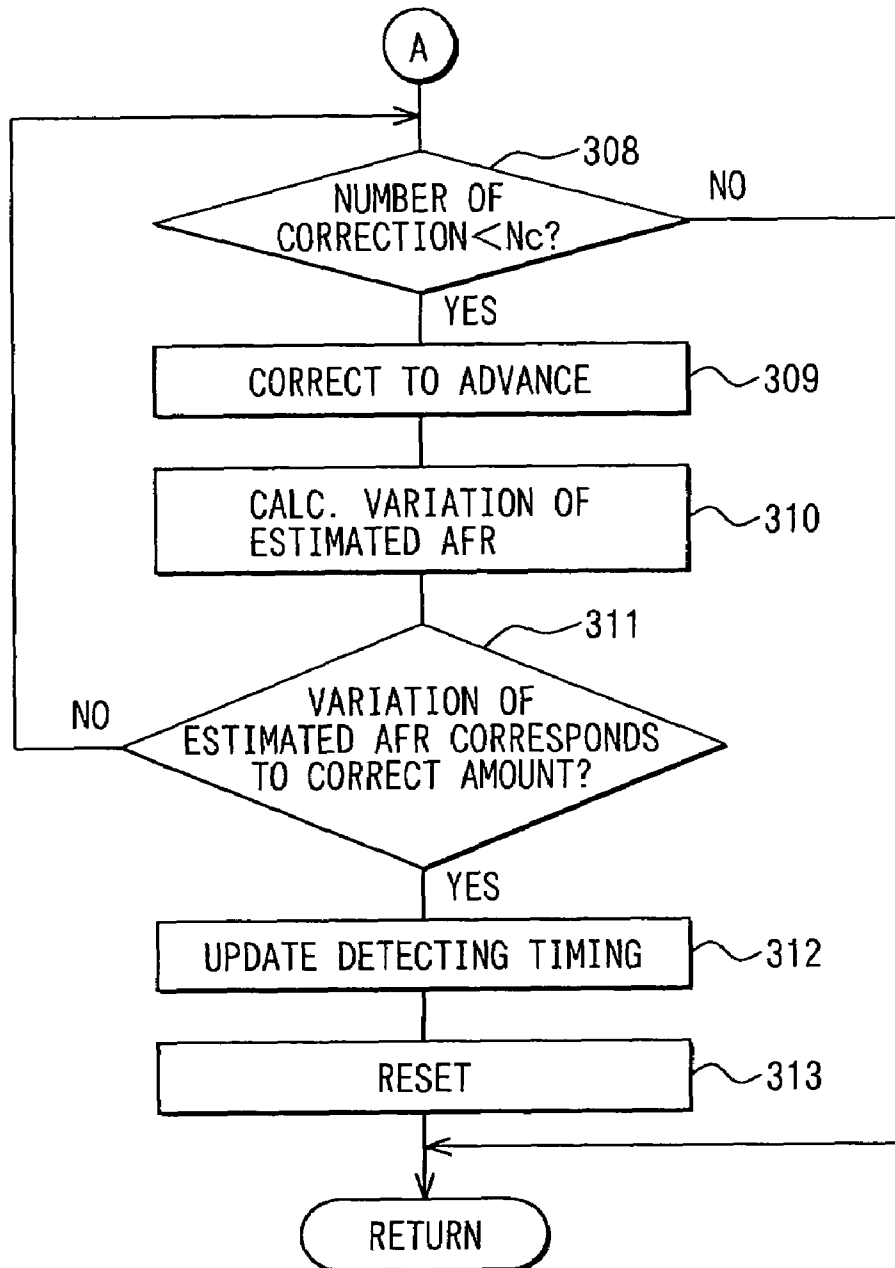 A
308
NUMBER OF
CORRECTION<Nc?
NO
YES
CORRECT TO ADVANCE
309
CALC. VARIATION OF
ESTIMATED AFR
310
311
VARIATION OF
ESTIMATED AFR CORRESPONDS
TO CORRECT AMOUNT?
NO
YES
UPDATE DETECTING TIMING
312
RESET
313
RETURN